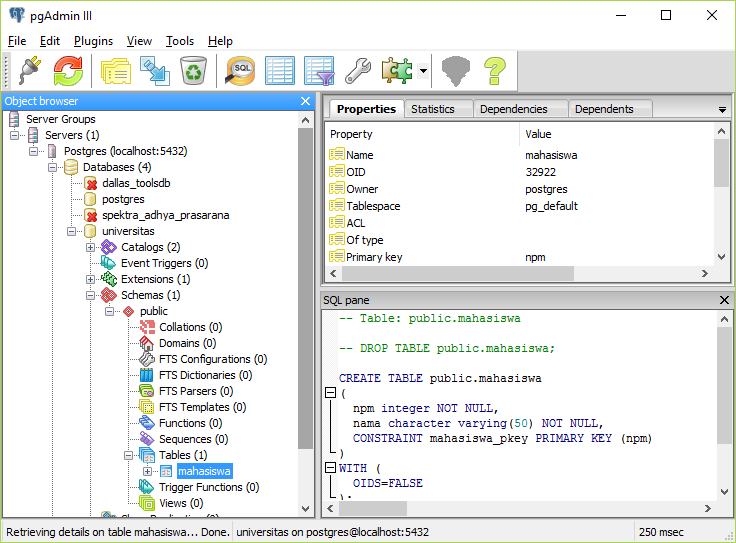 pgAdmin III
File Edit Plugins View Tools Help
SQL
Object browser
Server Groups
Servers (1)
Postgres (localhost:5432)
Databases (4)
dallas_toolsdb
postgres
spektra_adhya_prasarana
universitas
Catalogs (2)
Event Triggers (0)
Extensions (1)
Schemas (1)
public
Collations (0)
Domains (0)
FTS Configurations (0)
FTS Dictionaries (0)
FTS Parsers (0)
FTS Templates (0)
Functions (0)
Sequences (0)
Tables (1)
mahasiswa
Trigger Functions (0)
Views (0)
Properties Statistics Dependencies Dependents
Property Value
Name mahasiswa
OID 32922
Owner postgres
Tablespace pg_default
ACL
Of type
Primary key npm
SQL pane
-- Table: public.mahasiswa
-- DROP TABLE public.mahasiswa;
CREATE TABLE public.mahasiswa
(
npm integer NOT NULL,
nama character varying(50) NOT NULL,
CONSTRAINT mahasiswa_pkey PRIMARY KEY (npm)
)
WITH (
OIDS=FALSE
);
Retrieving details on table mahasiswa... Done. universitas on postgres@localhost:5432 250 msec